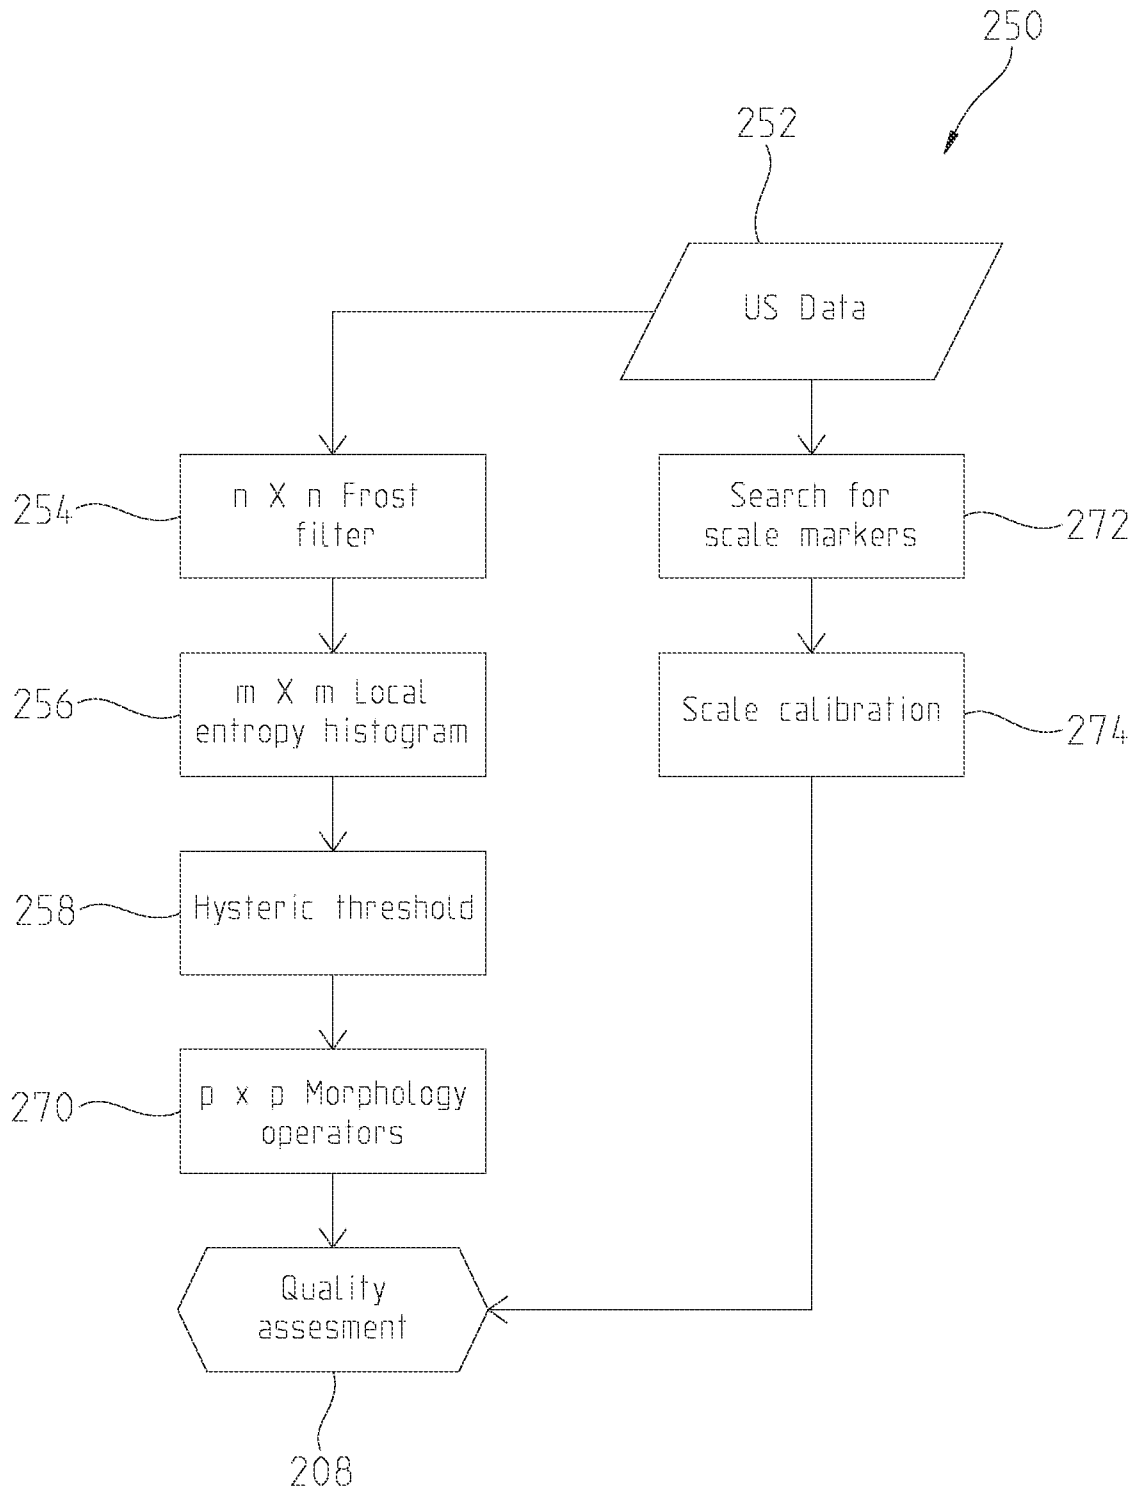 250
252
US Data
254
n X n Frost
filter
Search for
scale markers
272
256
m X m Local
entropy histogram
Scale calibration
274
258
Hysteric threshold
270
p x p Morphology
operators
Quality
assesment
208